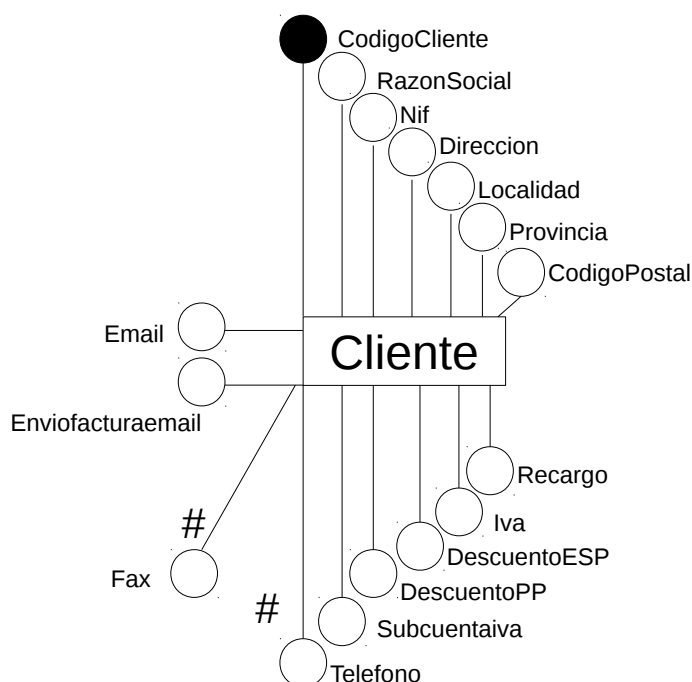 CodigoCliente
RazonSocial
Nif
Direccion
Localidad
Provincia
CodigoPostal
Email
Cliente
Enviofacturaemail
Recargo
#
Iva
DescuentoESP
Fax
DescuentoPP
#
Subcuentaiva
Telefono